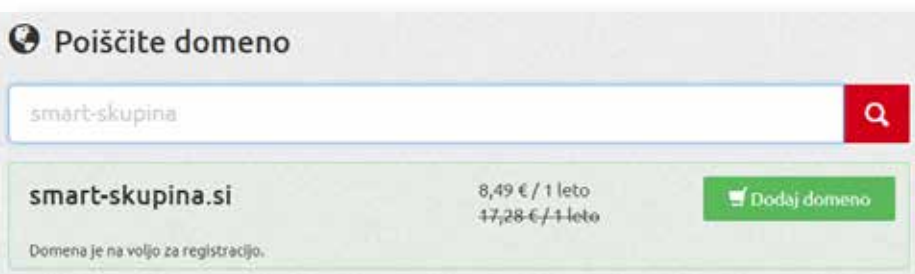 Poiščite domeno
smart-skupina
smart-skupina.si
8,49 € / 1 leto
17,28 € / 1 leto
Dodaj domeno
Domena je na voljo za registracijo.